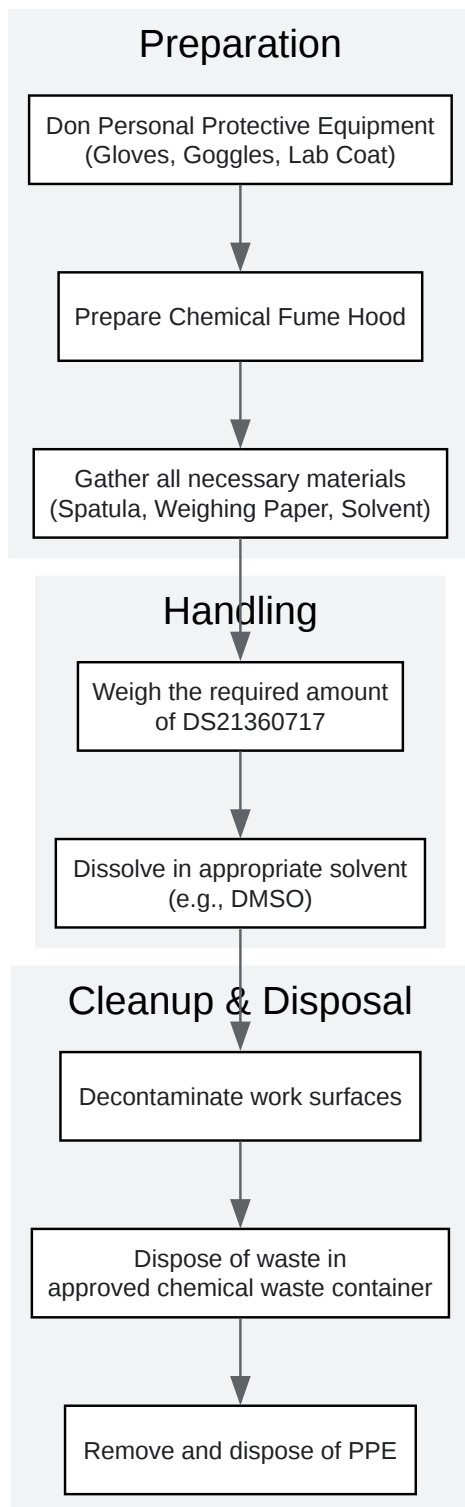 Preparation
Don Personal Protective Equipment
(Gloves, Goggles, Lab Coat)
Prepare Chemical Fume Hood
Gather all necessary materials
(Spatula, Weighing Paper, Solvent)
Handling
Weigh the required amount
of DS21360717
Dissolve in appropriate solvent
(e.g., DMSO)
Cleanup & Disposal
Decontaminate work surfaces
Dispose of waste in
approved chemical waste container
Remove and dispose of PPE